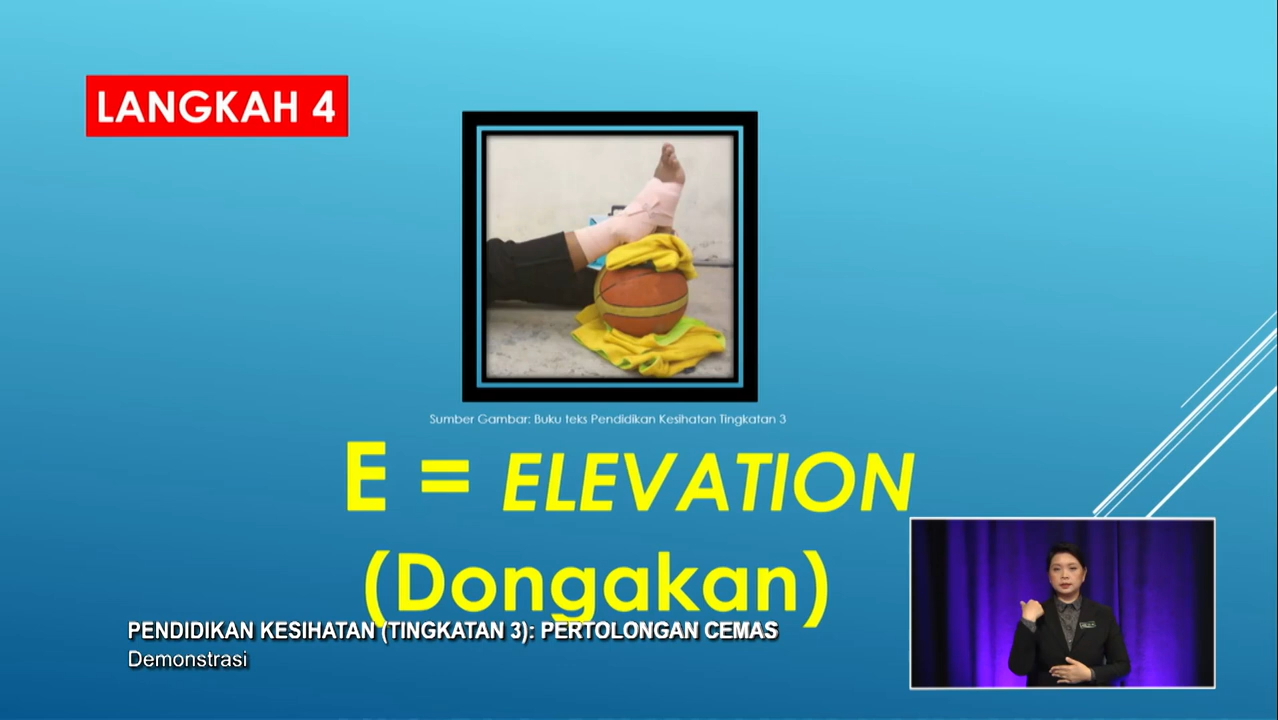 LANGKAH 4
Sumber Gambar: Buku teks Pendidikan Kesihatan Tingkatan 3
E = ELEVATION
(Dongakan)
PENDIDIKAN KESIHATAN (TINGKATAN 3): PERTOLONGAN CEMAS
Demonstrasi